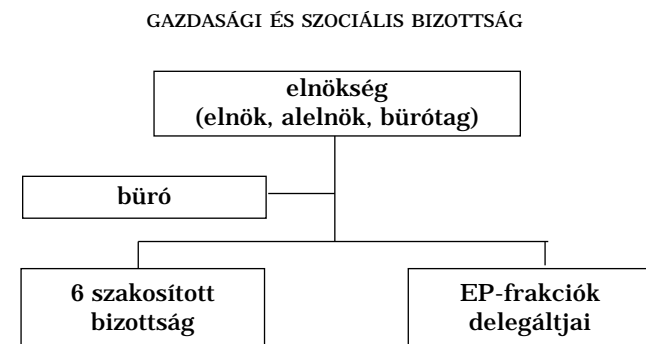 GAZDASÁGI ÉS SZOCIÁLIS BIZOTTSÁG
elnökség
(elnök, alelnök, bürótag)
büró
6 szakosított
bizottság
EP-frakciók
delegáltjai